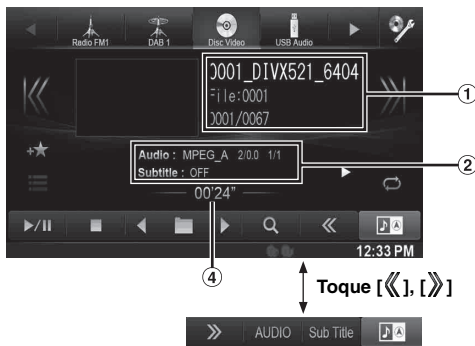 Radio FM1 DAB 1 Disc Video USB Audio
0001_DIVX521_6404
File:0001
0001/0067
1
Audio : MPEG_A 2/0.0 1/1
Subtitle : OFF
2
00'24"
12:33 PM
4
Toque [《], [》]
AUDIO Sub Title